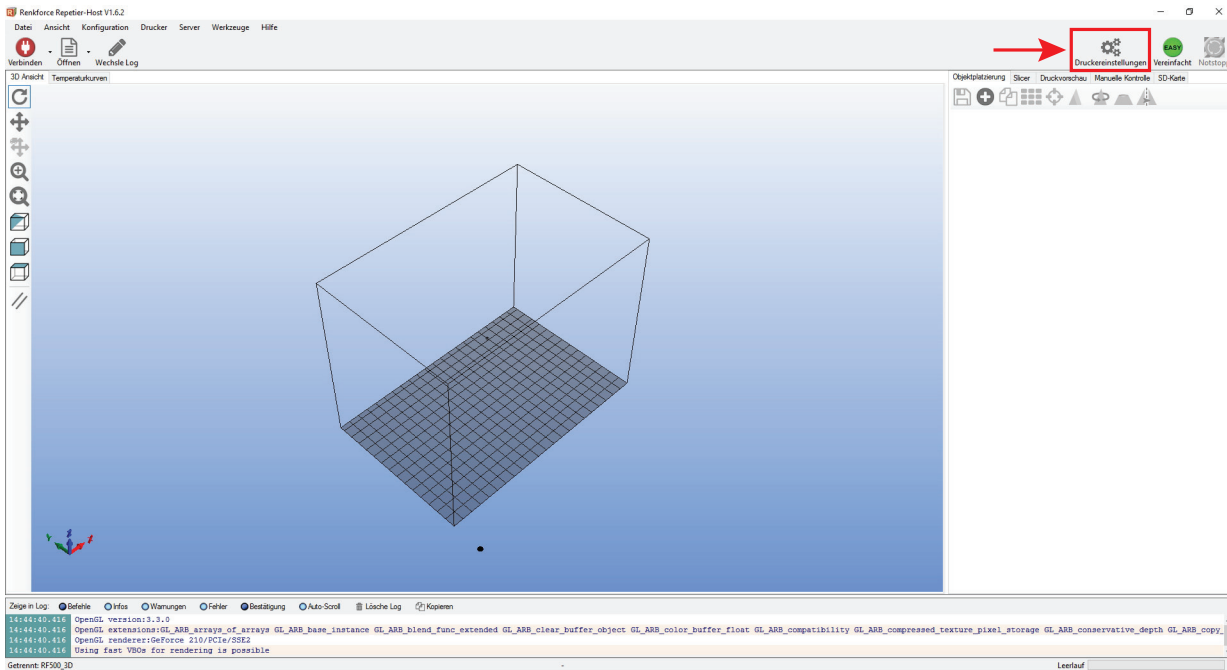 Renkforce Repetier-Host V1.6.2
Datei Ansicht Konfiguration Drucker Server Werkzeuge Hilfe
EASY
Verbinden Öffnen Wechsle Log Druckereinstellungen Vereinfacht Notstopp
3D Ansicht Temperaturkurven Objektplatzierung Slicer Druckvorschau Manuelle Kontrolle SD-Karte
Zeige in Log: Befehle Infos Warnungen Fehler Bestätigung Auto-Scroll Lösche Log Kopieren
14:44:40.416 OpenGL version:3.3.0
14:44:40.416 OpenGL extensions:GL_ARB_arrays_of_arrays GL_ARB_base_instance GL_ARB_blend_func_extended GL_ARB_clear_buffer_object GL_ARB_color_buffer_float GL_ARB_compatibility GL_ARB_compressed_texture_pixel_storage GL_ARB_conservative_depth GL_ARB_copy_
14:44:40.416 OpenGL renderer:GeForce 210/PCIe/SSE2
14:44:40.416 Using fast VBOs for rendering is possible
Getrennt: RF500_3D - Leerlauf